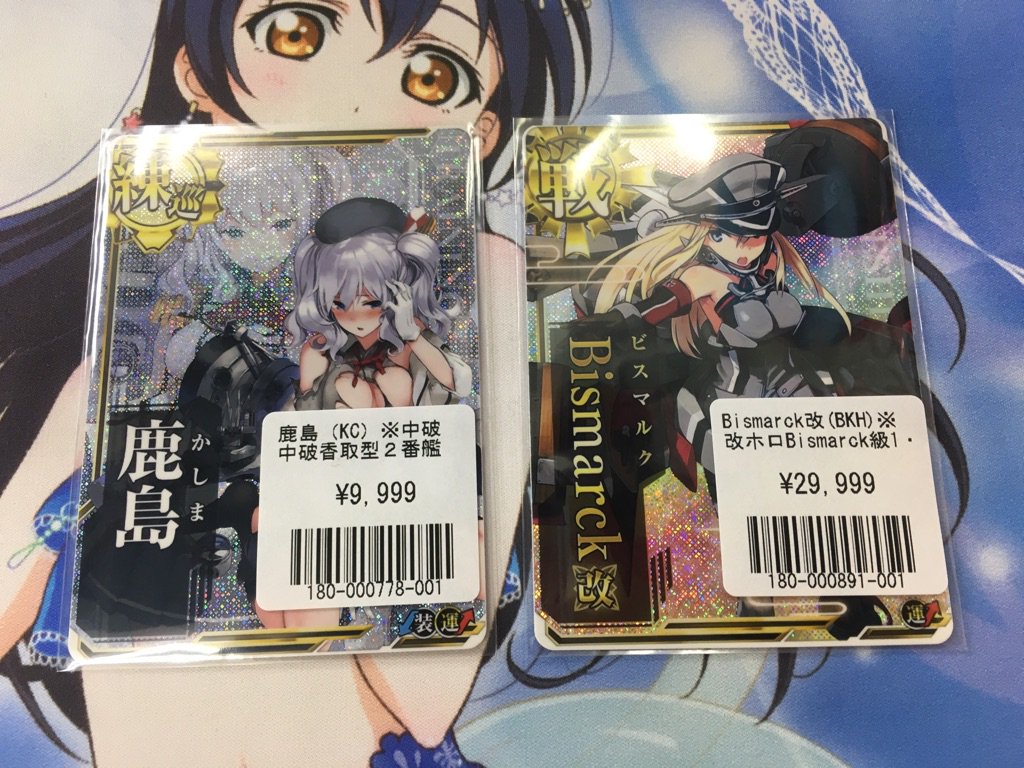 練巡
鹿島
かしま
鹿島 (KC) ※中破
中破香取型２番艦
¥9,999
180-000778-001
装運
戦
ビスマルク
Bismarck改
Bismarck改(BKH)※
改ホロBismarck級1・
¥29,999
180-000891-001
運